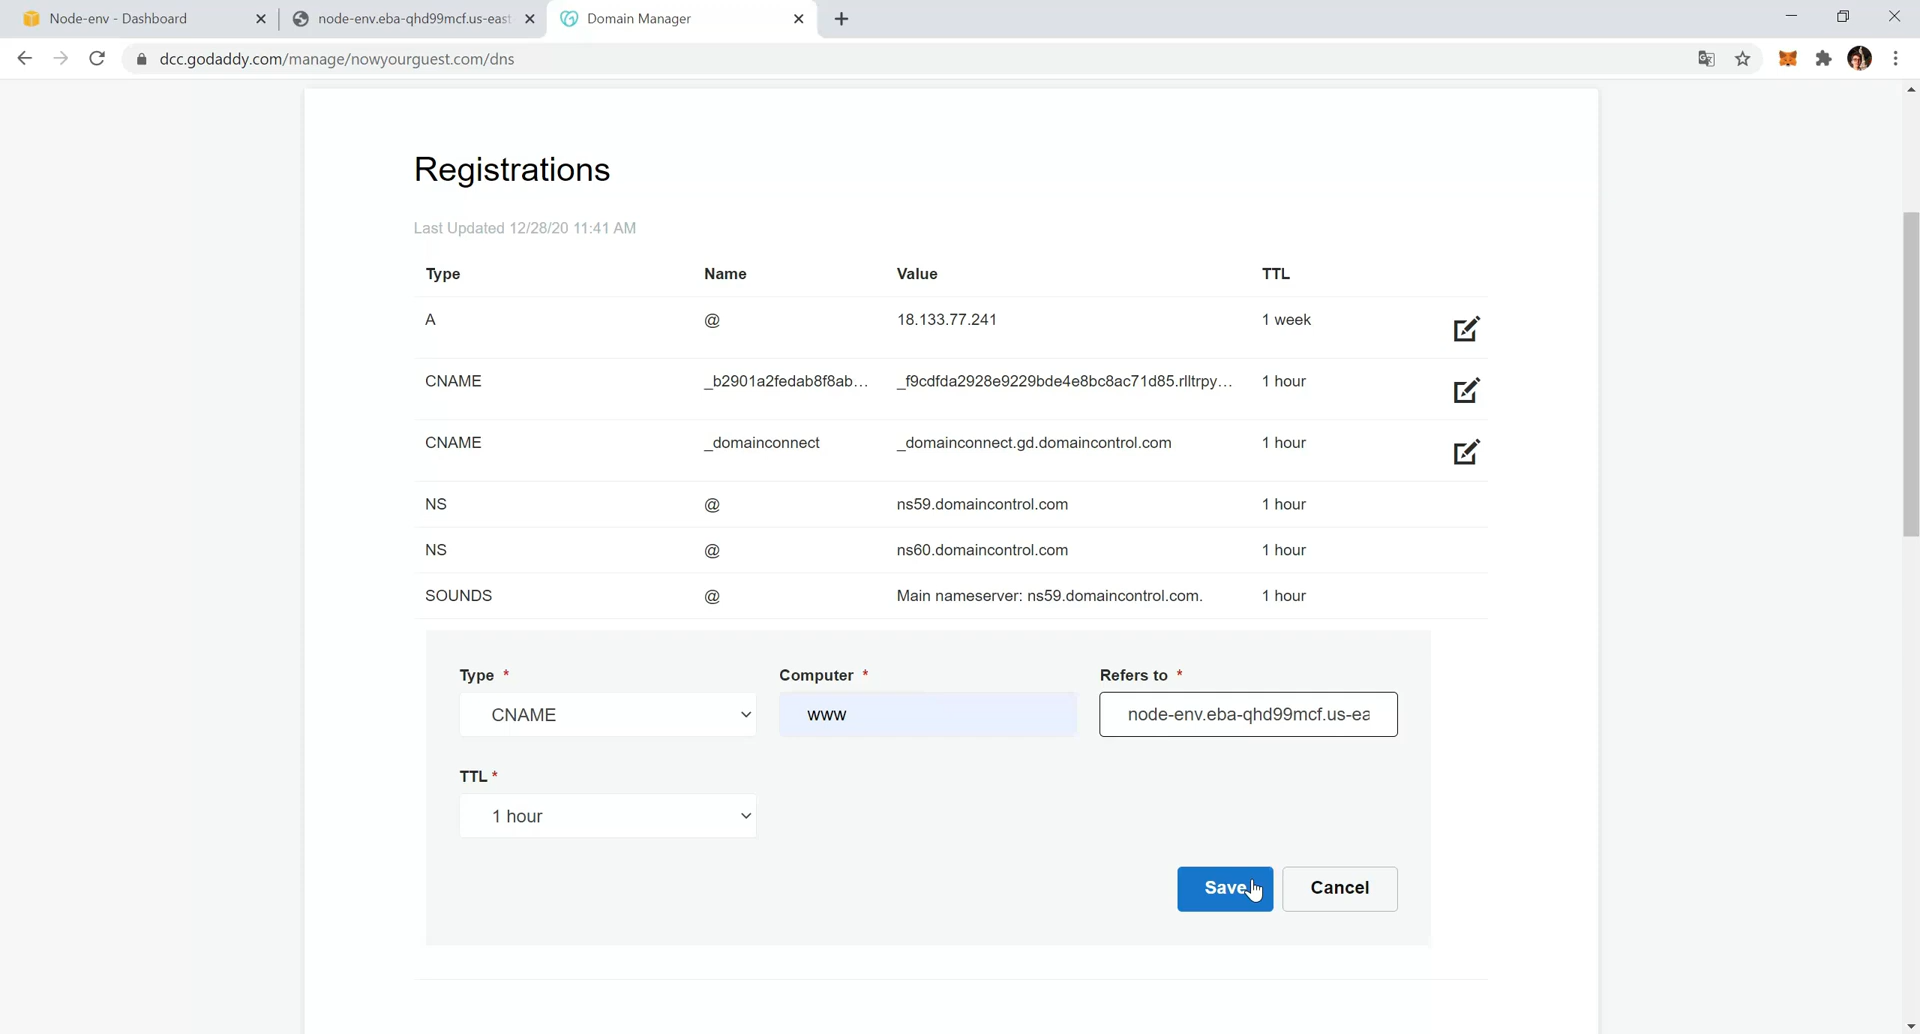 Node-env - Dashboard
node-env.eba-qhd99mcf.us-east
Domain Manager
dcc.godaddy.com/manage/nowyourguest.com/dns
Registrations
Last Updated 12/28/20 11:41 AM
Type Name Value TTL
A @ 18.133.77.241 1 week
CNAME _b2901a2fedab8f8ab... _f9cdfda2928e9229bde4e8bc8ac71d85.rlltrpy... 1 hour
CNAME _domainconnect _domainconnect.gd.domaincontrol.com 1 hour
NS @ ns59.domaincontrol.com 1 hour
NS @ ns60.domaincontrol.com 1 hour
SOUNDS @ Main nameserver: ns59.domaincontrol.com. 1 hour
Type * Computer * Refers to *
CNAME www node-env.eba-qhd99mcf.us-ea
TTL *
1 hour
Save Cancel